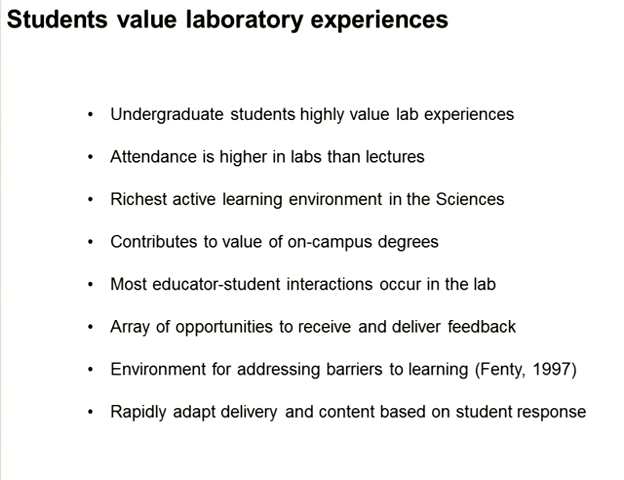 Students value laboratory experiences
• Undergraduate students highly value lab experiences
• Attendance is higher in labs than lectures
• Richest active learning environment in the Sciences
• Contributes to value of on-campus degrees
• Most educator-student interactions occur in the lab
• Array of opportunities to receive and deliver feedback
• Environment for addressing barriers to learning (Fenty, 1997)
• Rapidly adapt delivery and content based on student response